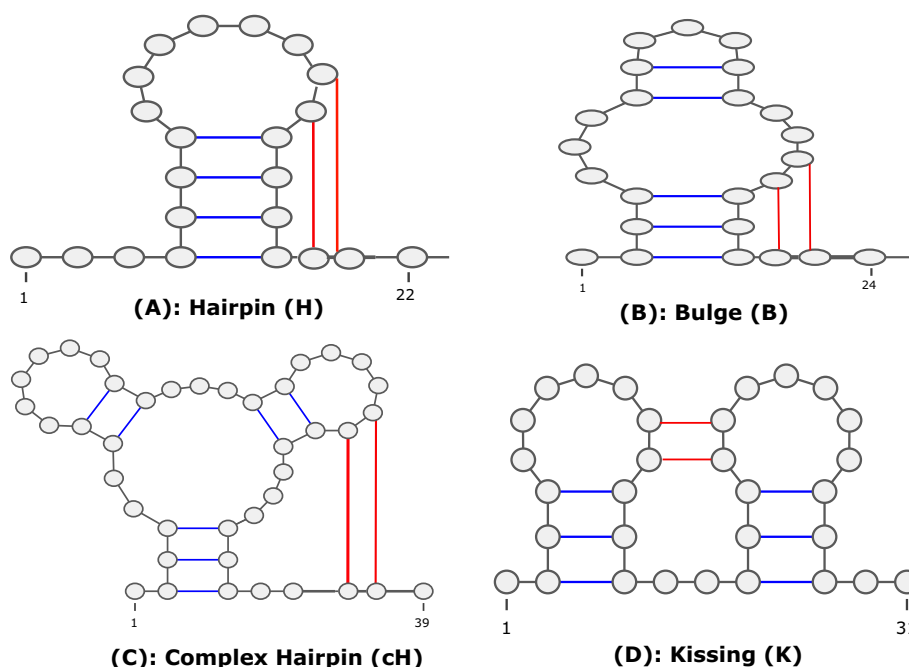 1
22
(A): Hairpin (H)
1
24
(B): Bulge (B)
1
39
(C): Complex Hairpin (cH)
1
(D): Kissing (K)